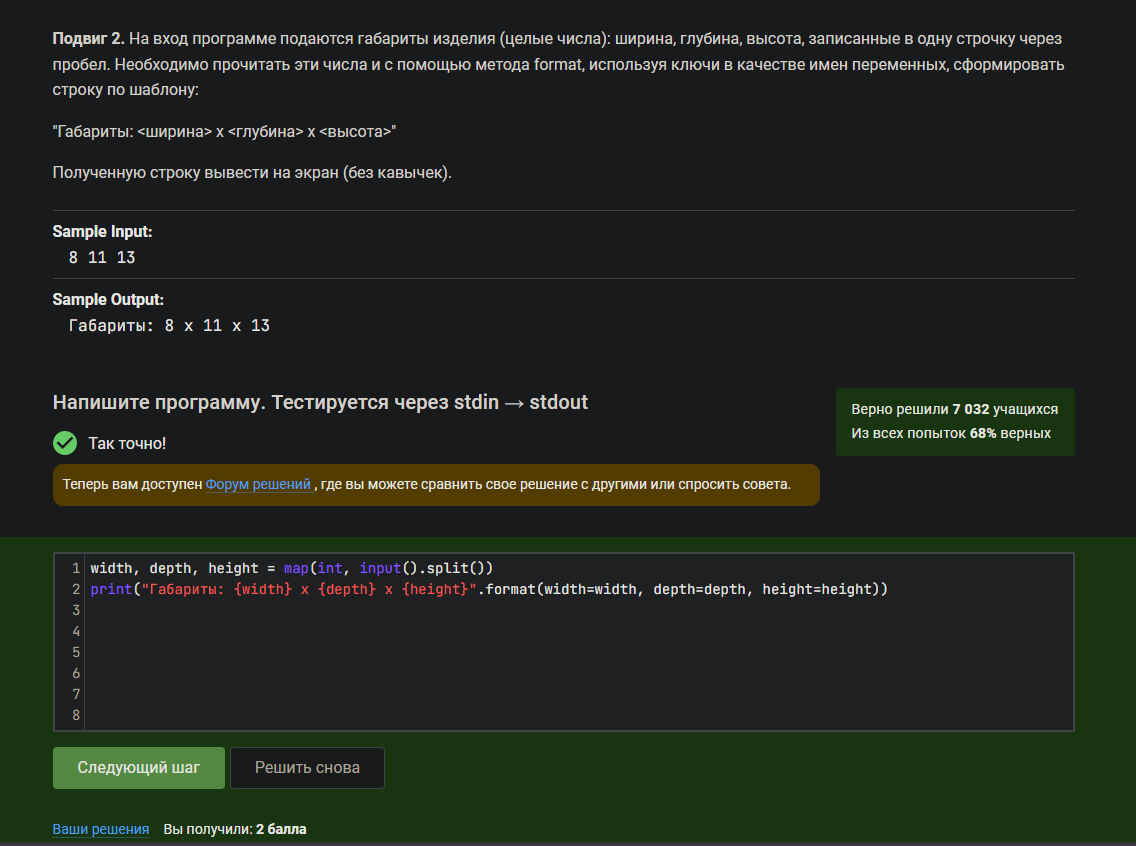 Подвиг 2. На вход программе подаются габариты изделия (целые числа): ширина, глубина, высота, записанные в одну строчку через
пробел. Необходимо прочитать эти числа и с помощью метода format, используя ключи в качестве имен переменных, сформировать
строку по шаблону:
"Габариты: <ширина> x <глубина> x <высота>"
Полученную строку вывести на экран (без кавычек).
Sample Input:
8 11 13
Sample Output:
Габариты: 8 x 11 x 13
Напишите программу. Тестируется через stdin → stdout
Верно решили 7 032 учащихся
Из всех попыток 68% верных
Так точно!
Теперь вам доступен Форум решений , где вы можете сравнить свое решение с другими или спросить совета.
1 width, depth, height = map(int, input().split())
2 print("Габариты: {width} x {depth} x {height}".format(width=width, depth=depth, height=height))
3
4
5
6
7
8
Следующий шаг Решить снова
Ваши решения Вы получили: 2 балла